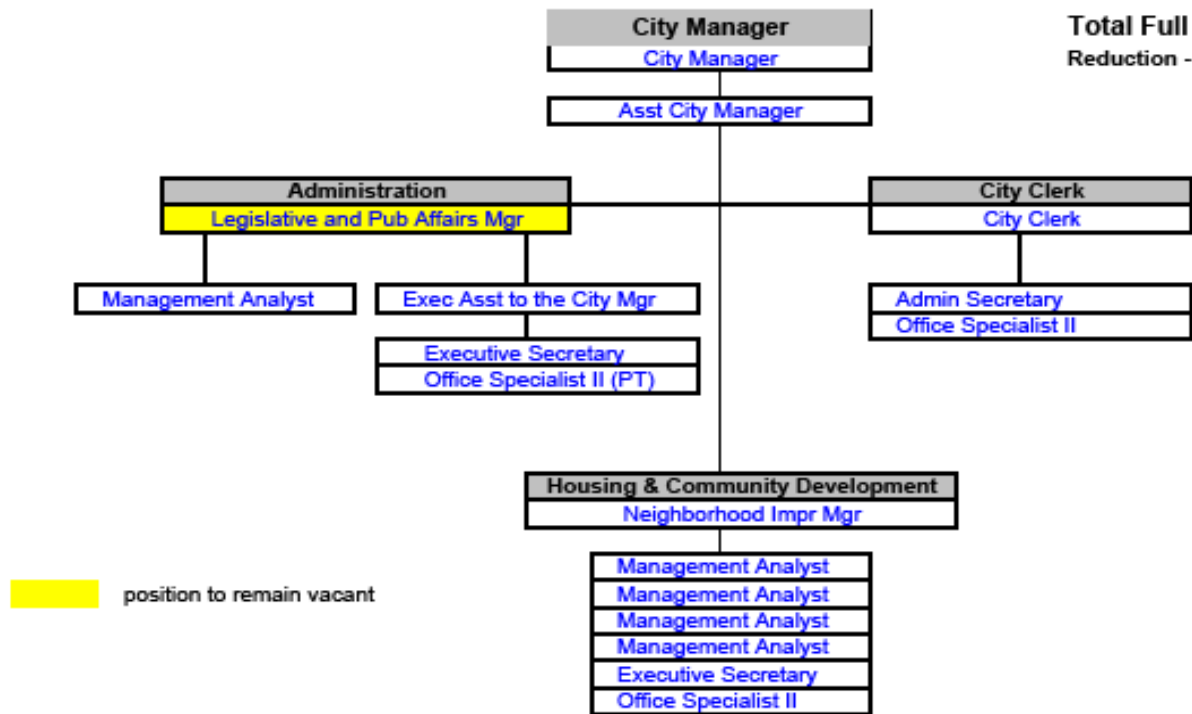 City Manager
City Manager
Total Full
Reduction -
Asst City Manager
Administration
Legislative and Pub Affairs Mgr
City Clerk
City Clerk
Management Analyst
Exec Asst to the City Mgr
Executive Secretary
Office Specialist II (PT)
Admin Secretary
Office Specialist II
Housing & Community Development
Neighborhood Impr Mgr
Management Analyst
Management Analyst
Management Analyst
Management Analyst
Executive Secretary
Office Specialist II
position to remain vacant